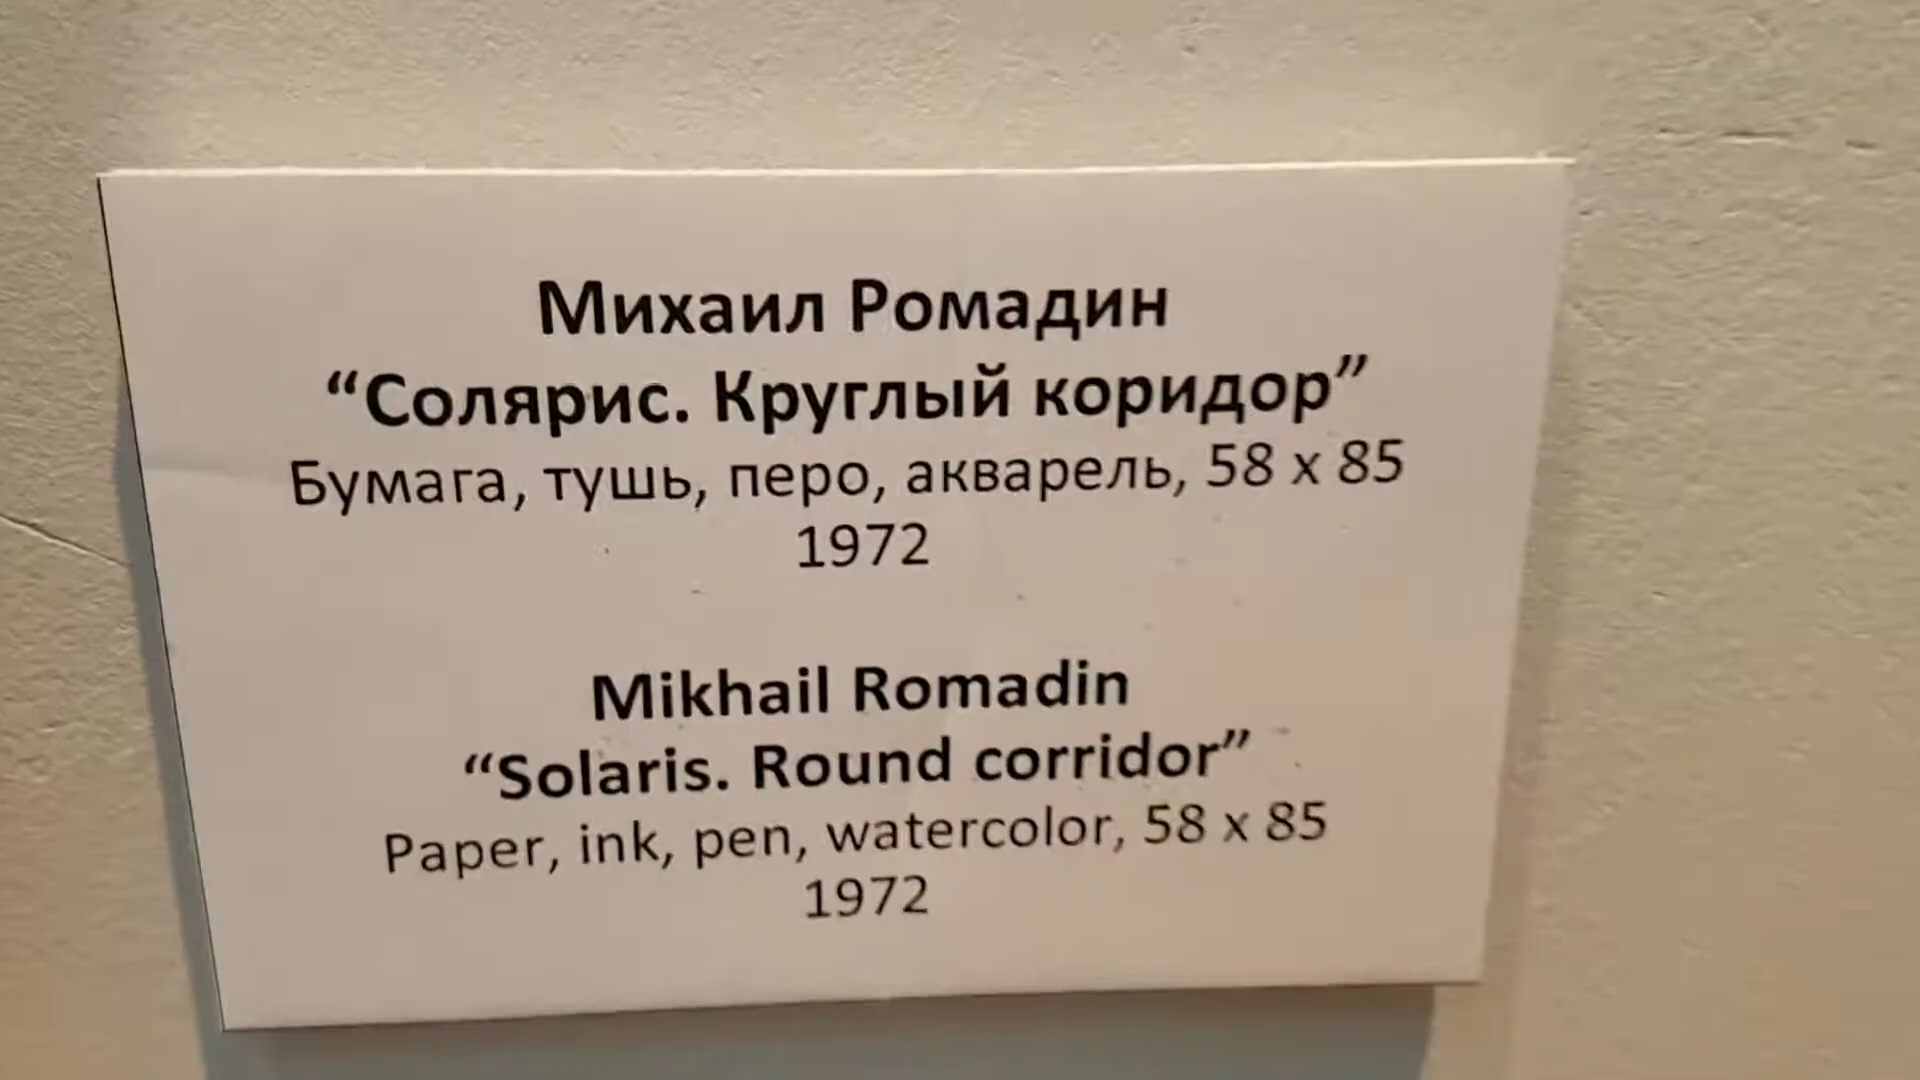 Михаил Ромадин
“Солярис. Круглый коридор”
Бумага, тушь, перо, акварель, 58 x 85
1972
Mikhail Romadin
“Solaris. Round corridor”
Paper, ink, pen, watercolor, 58 x 85
1972